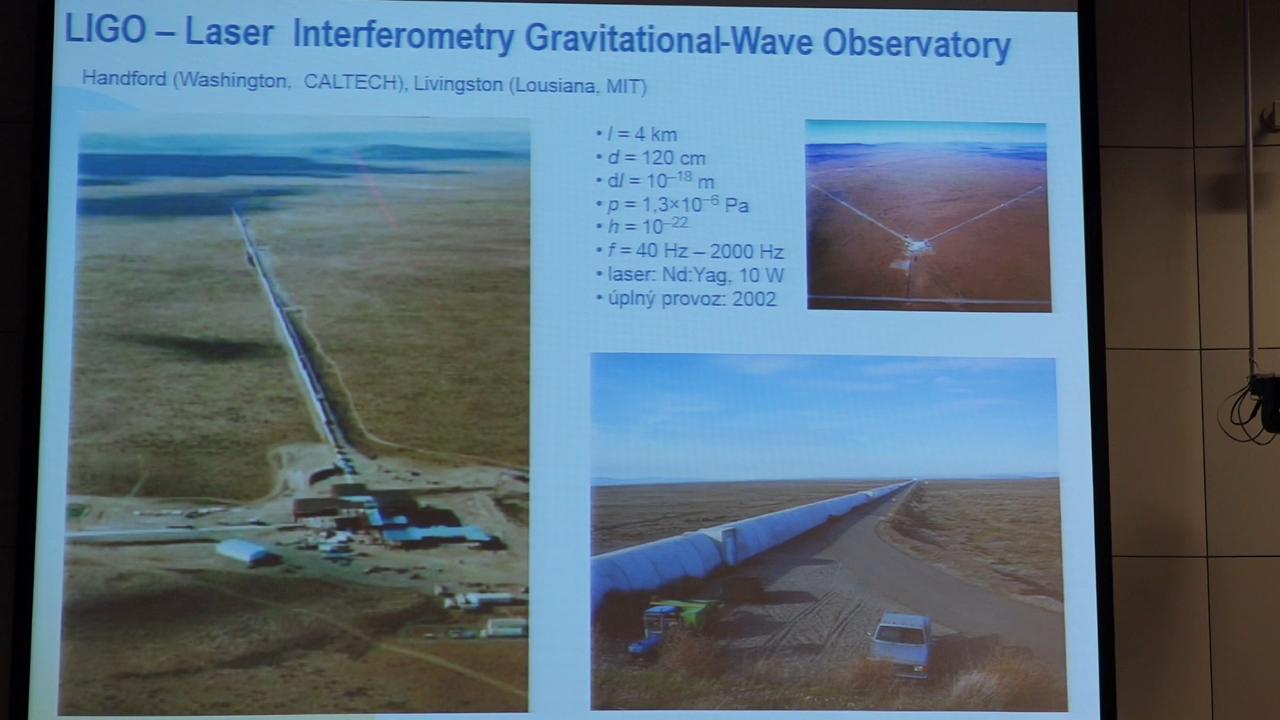 LIGO – Laser Interferometry Gravitational-Wave Observatory
Handford (Washington, CALTECH), Livingston (Lousiana, MIT)
• l = 4 km
• d = 120 cm
• dl = 10⁻¹⁸ m
• p = 1,3×10⁻⁶ Pa
• h = 10⁻²²
• f = 40 Hz – 2000 Hz
• laser: Nd:Yag, 10 W
• úplný provoz: 2002